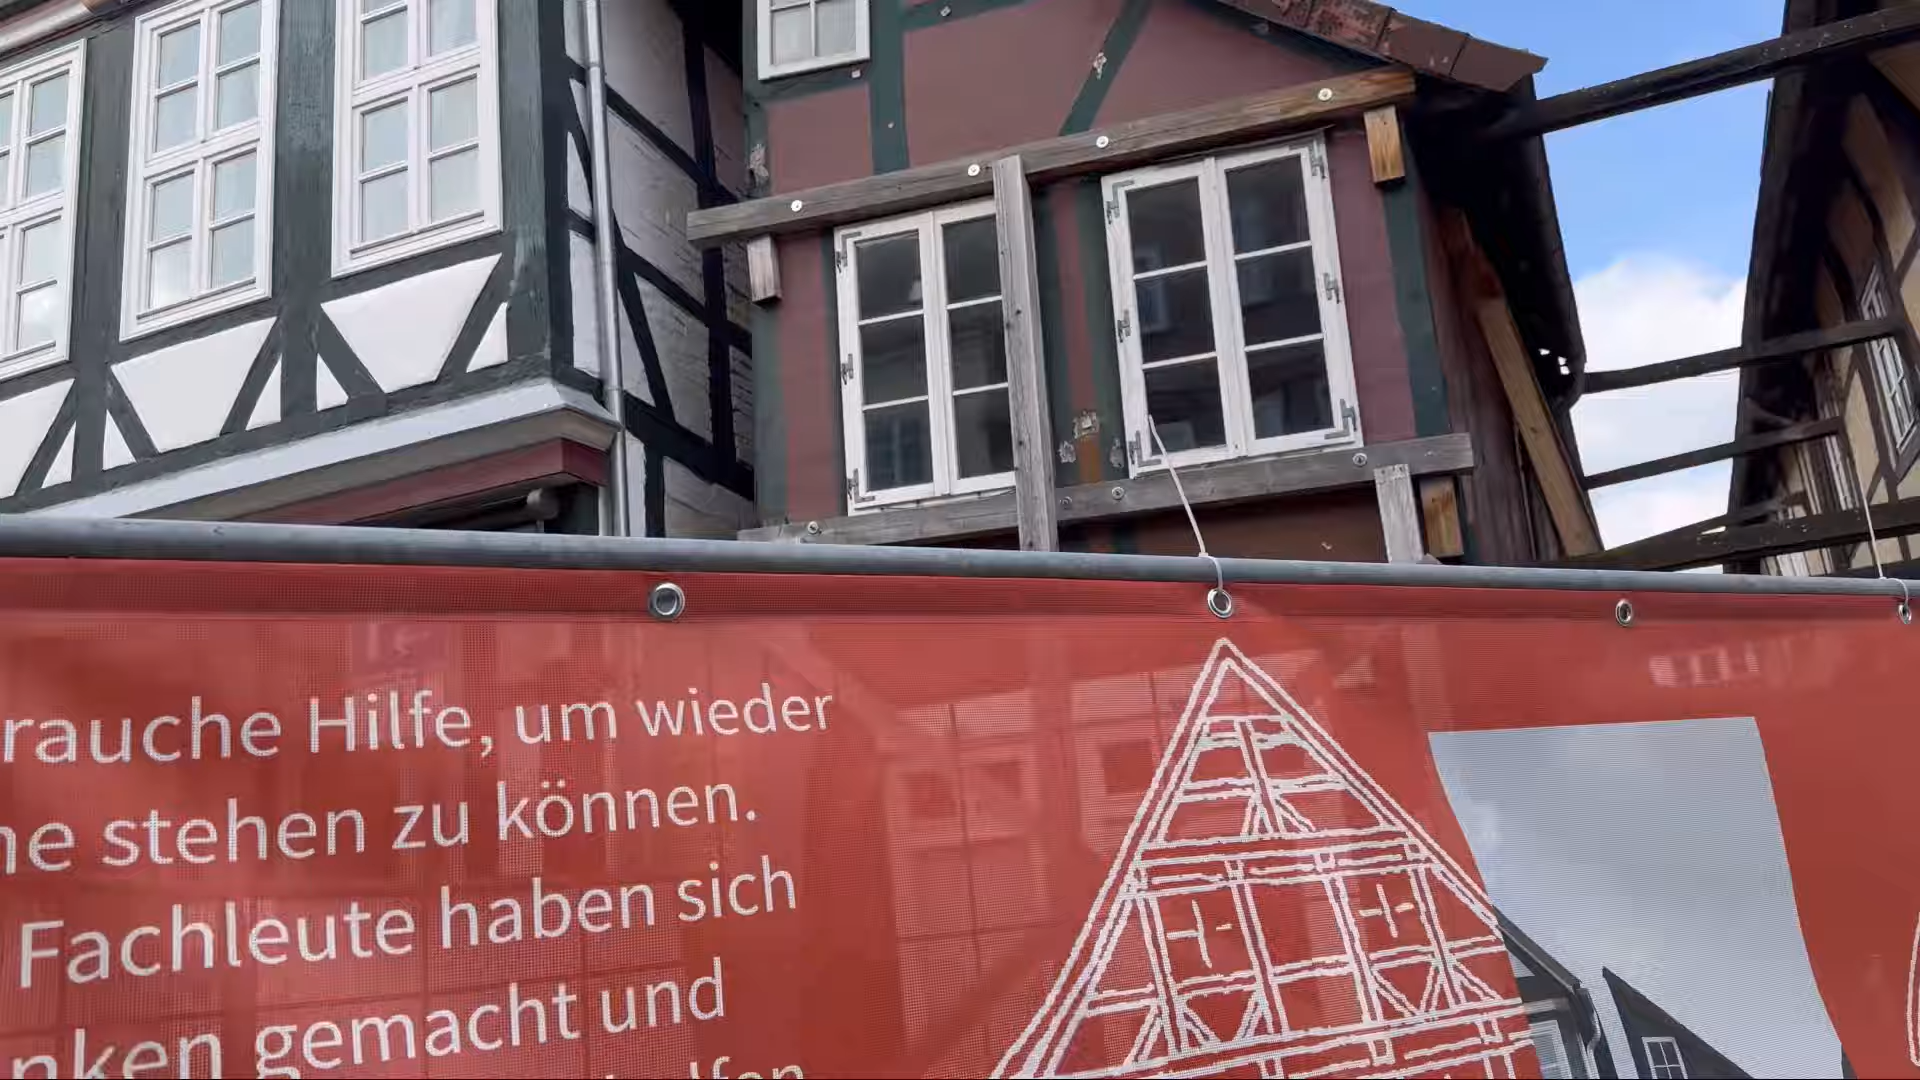 rauche Hilfe, um wieder
ne stehen zu können.
Fachleute haben sich
nken gemacht und